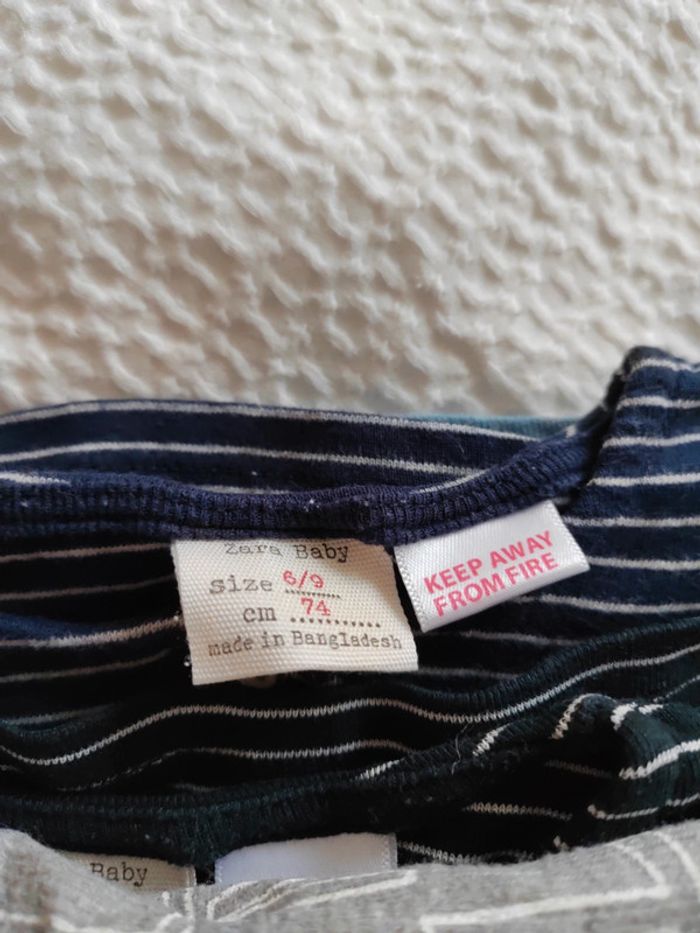 Zara Baby
size 6/9
cm 74
made in Bangladesh
KEEP AWAY
FROM FIRE
Baby